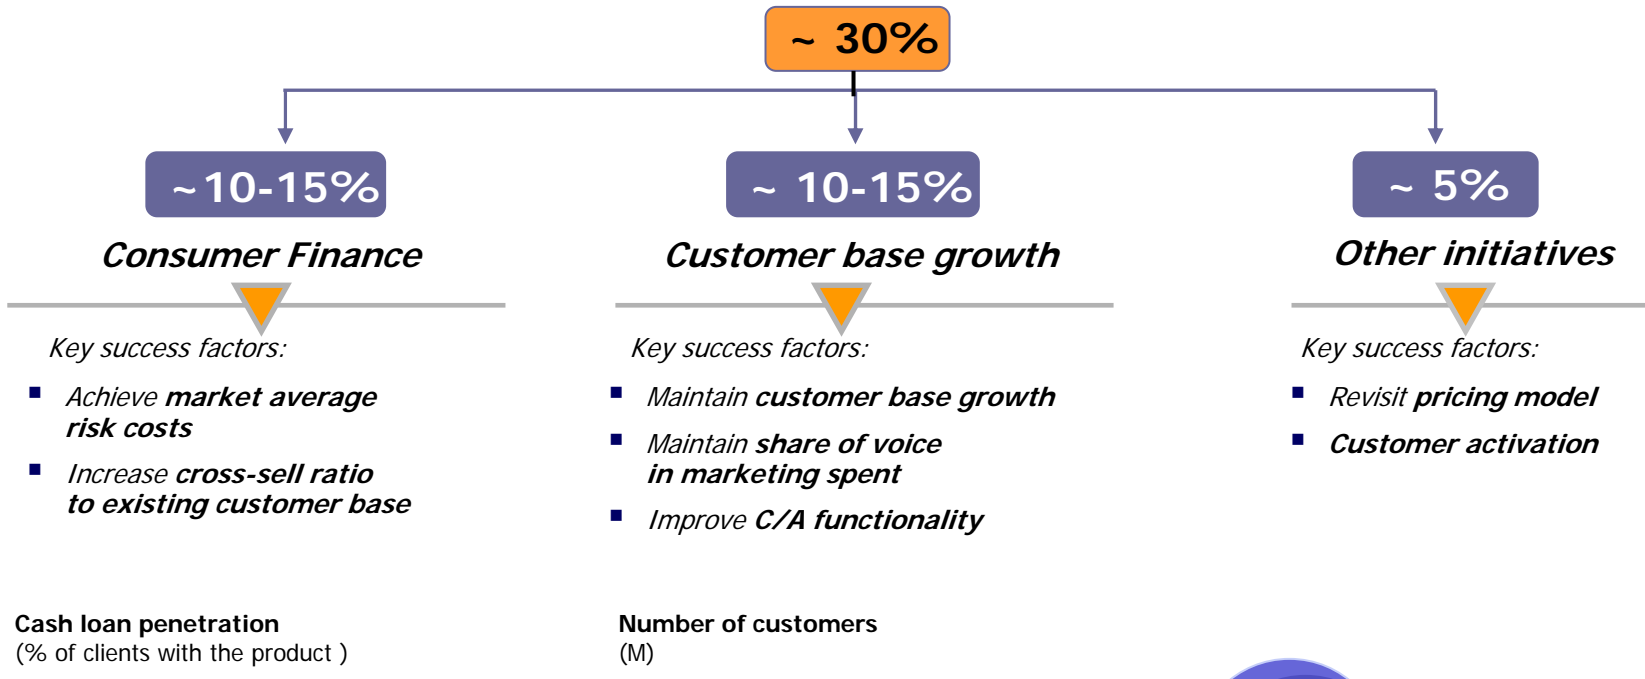 ~ 30%
~10-15%
~ 10-15%
~ 5%
Consumer Finance
Customer base growth
Other initiatives
Key success factors:
Achieve market average
risk costs
Increase cross-sell ratio
to existing customer base
Key success factors:
Maintain customer base growth
Maintain share of voice
in marketing spent
Improve C/A functionality
Key success factors:
Revisit pricing model
Customer activation
Cash loan penetration
(% of clients with the product )
Number of customers
(M)